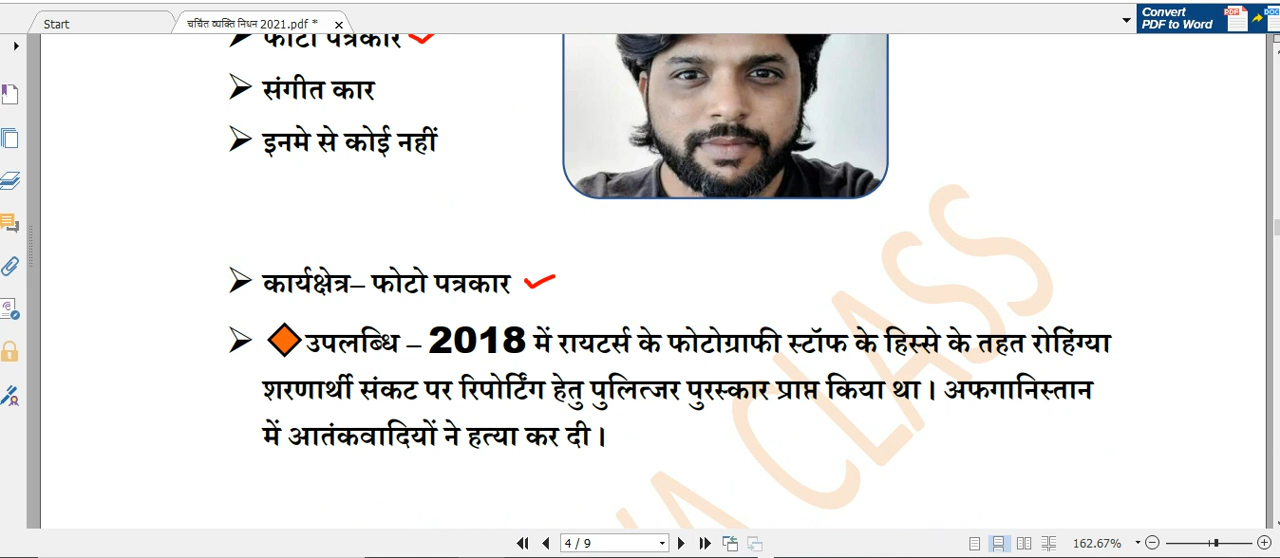 Start
चर्चित व्यक्ति निधन 2021.pdf *
Convert
PDF to Word
फोटो पत्रकार
संगीत कार
इनमे से कोई नहीं
कार्यक्षेत्र– फोटो पत्रकार
उपलब्धि – 2018 में रायटर्स के फोटोग्राफी स्टॉफ के हिस्से के तहत रोहिंग्या
शरणार्थी संकट पर रिपोर्टिंग हेतु पुलित्जर पुरस्कार प्राप्त किया था। अफगानिस्तान
में आतंकवादियों ने हत्या कर दी।
CLASS
4 / 9
162.67%